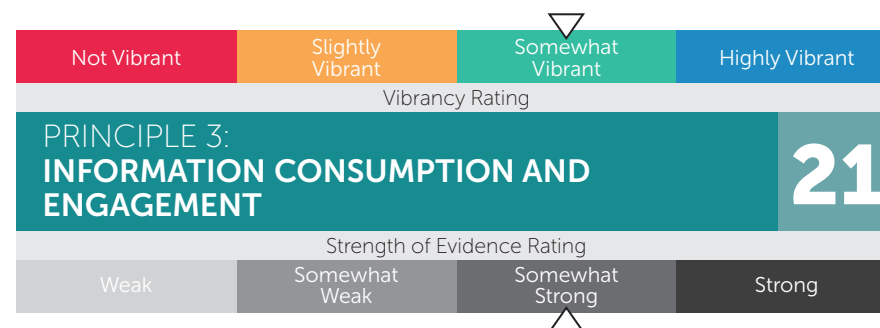 Not Vibrant
Slightly
Vibrant
Somewhat
Vibrant
Highly Vibrant
Vibrancy Rating
PRINCIPLE 3:
INFORMATION CONSUMPTION AND
ENGAGEMENT
21
Strength of Evidence Rating
Weak
Somewhat
Weak
Somewhat
Strong
Strong